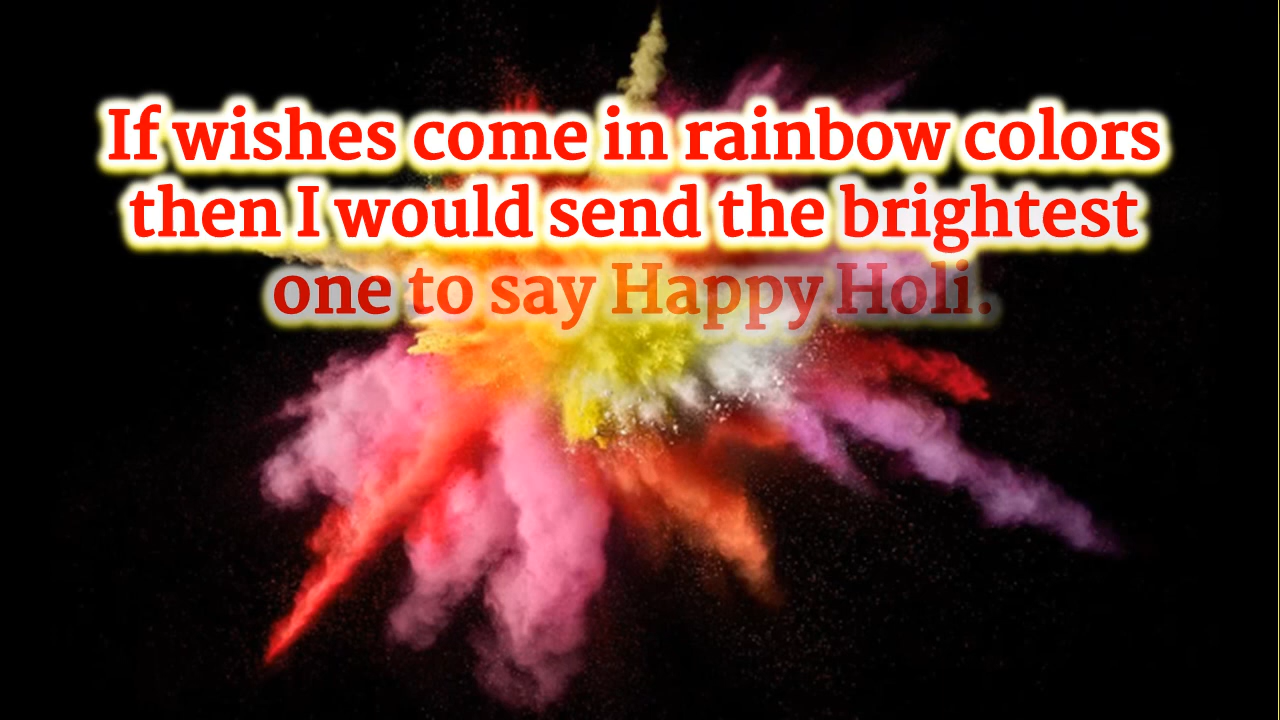 If wishes come in rainbow colors
then I would send the brightest
one to say Happy Holi.